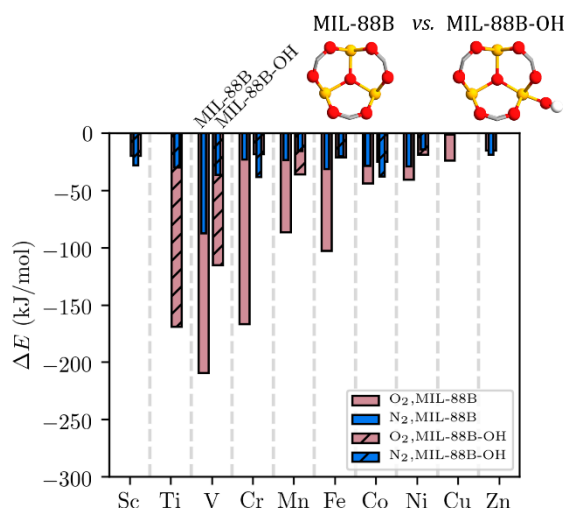 MIL-88B vs. MIL-88B-OH
MIL-88B
MIL-88B-OH
0
−50
−100
−150
−200
−250
−300
ΔE (kJ/mol)
O₂,MIL-88B
N₂,MIL-88B
O₂,MIL-88B-OH
N₂,MIL-88B-OH
Sc Ti V Cr Mn Fe Co Ni Cu Zn